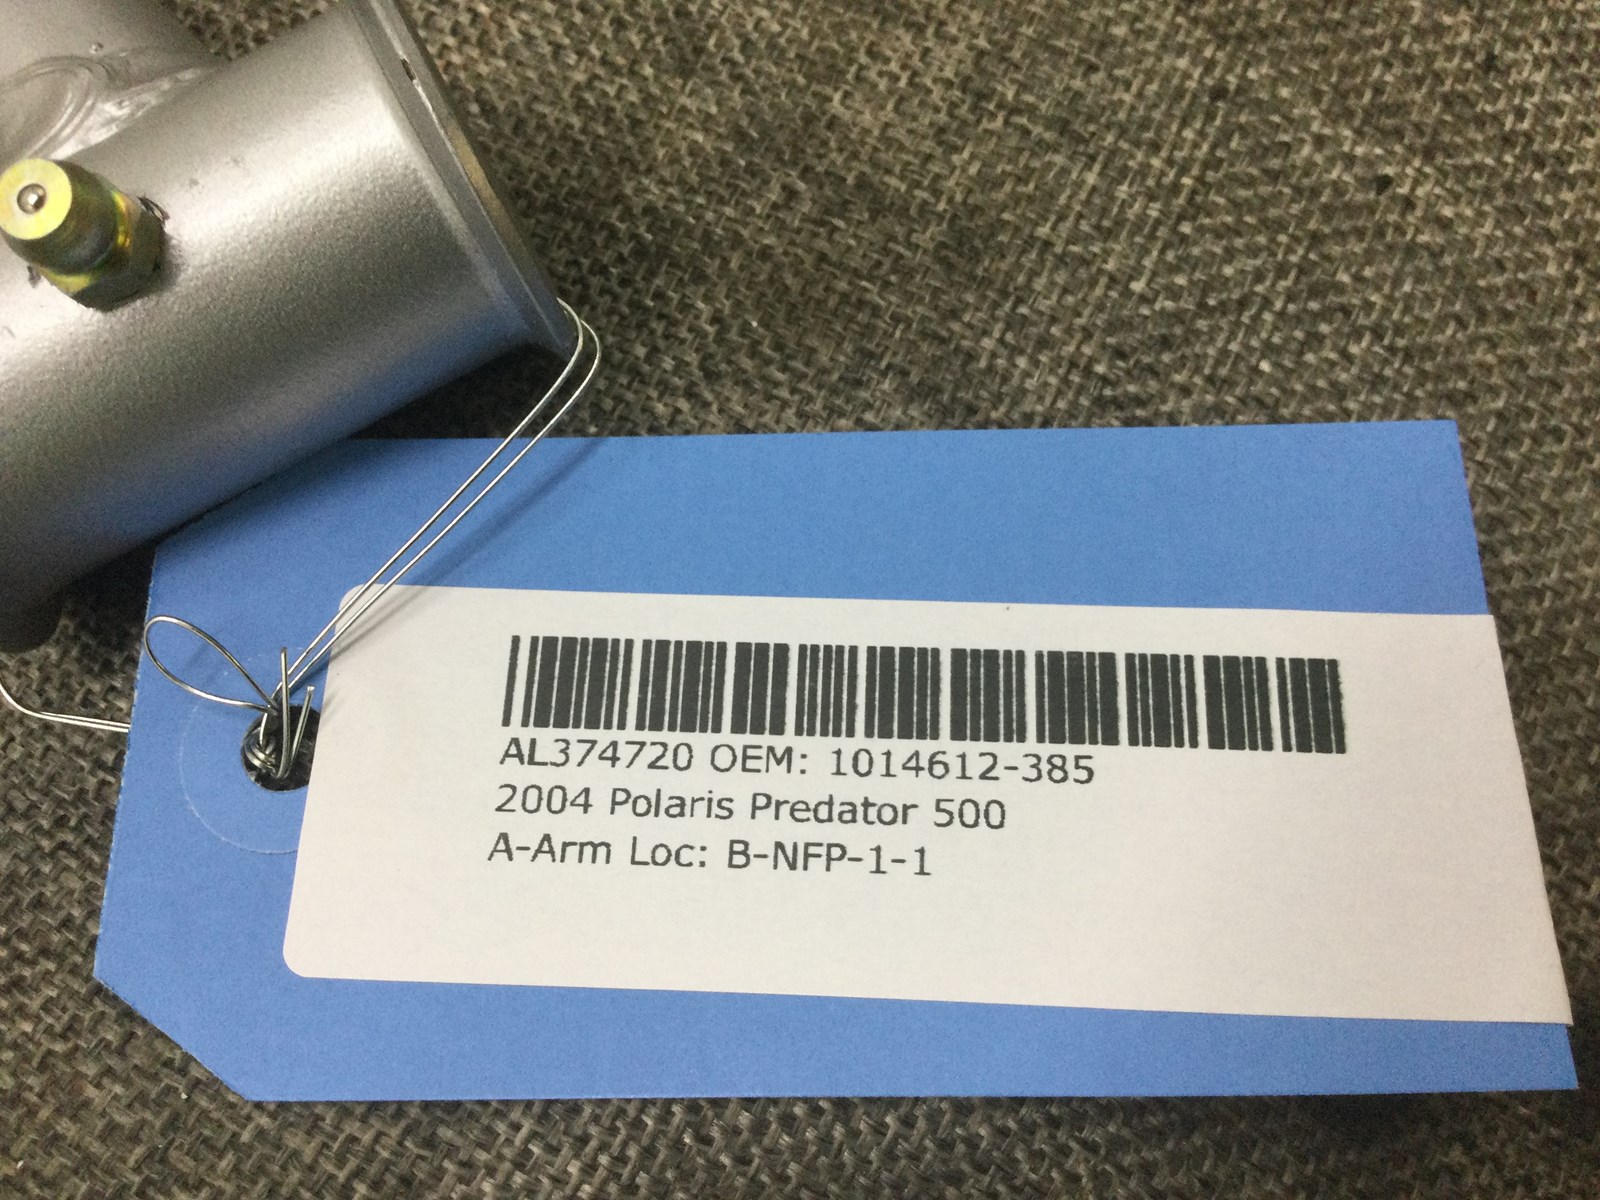 AL374720 OEM: 1014612-385
2004 Polaris Predator 500
A-Arm Loc: B-NFP-1-1